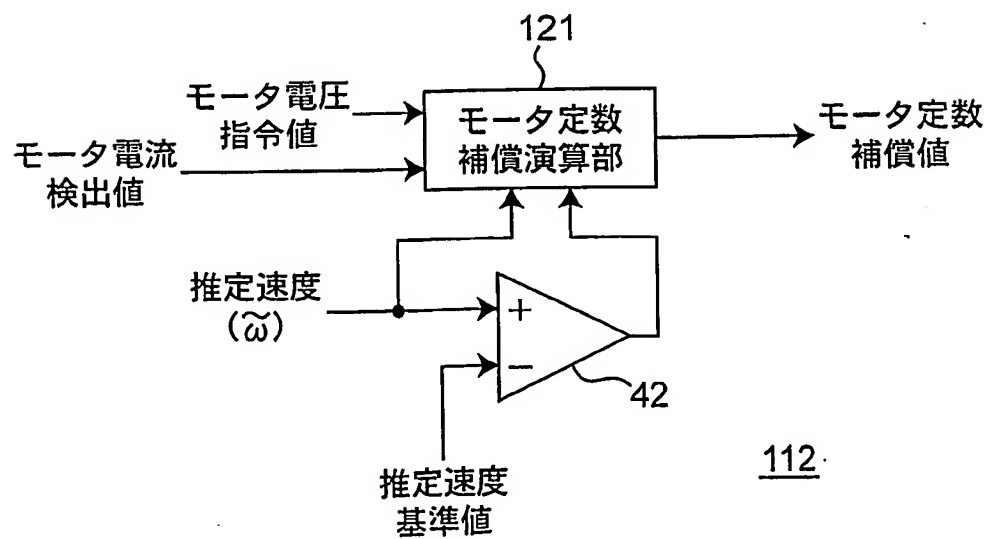 121
モータ電圧
指令値
モータ電流
検出値
モータ定数
補償演算部
モータ定数
補償値
推定速度
(ω̃)
+
−
42
推定速度
基準値
112